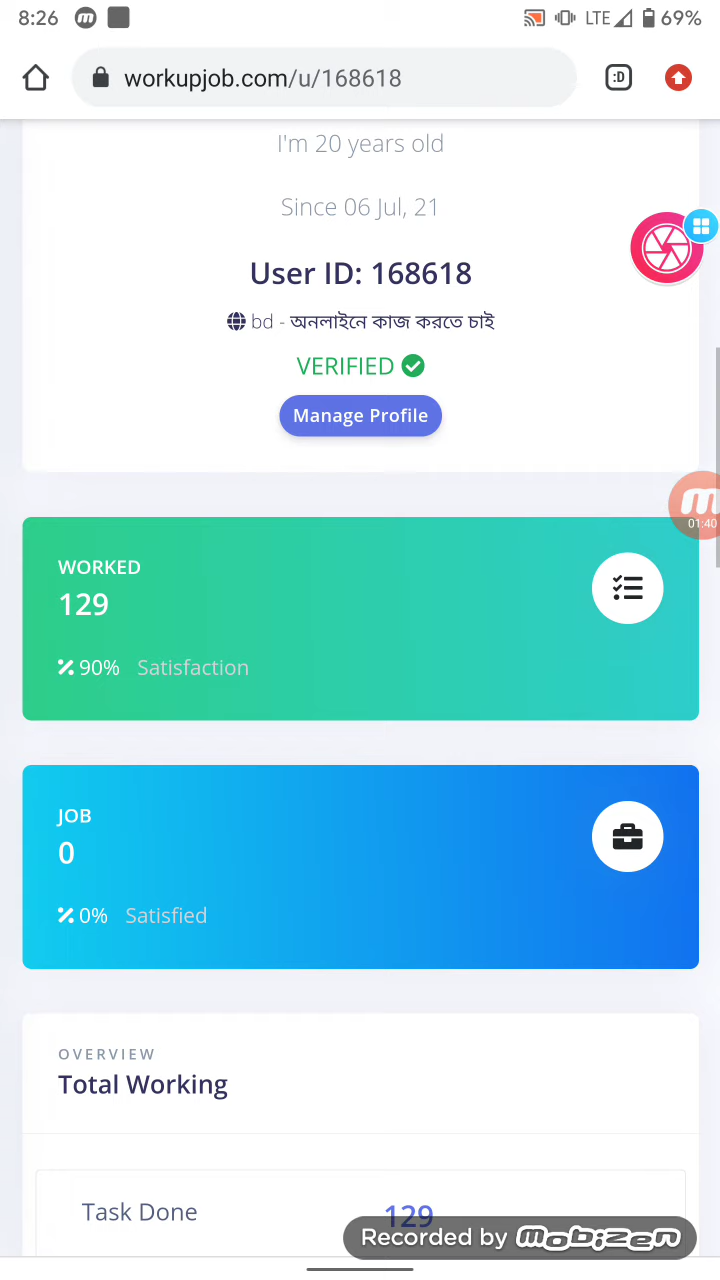 8:26
LTE 69%
workupjob.com/u/168618
:D
I'm 20 years old
Since 06 Jul, 21
User ID: 168618
bd - অনলাইনে কাজ করতে চাই
VERIFIED
Manage Profile
01:40
WORKED
129
90% Satisfaction
JOB
0
0% Satisfied
OVERVIEW
Total Working
Task Done 129
Recorded by mobizen